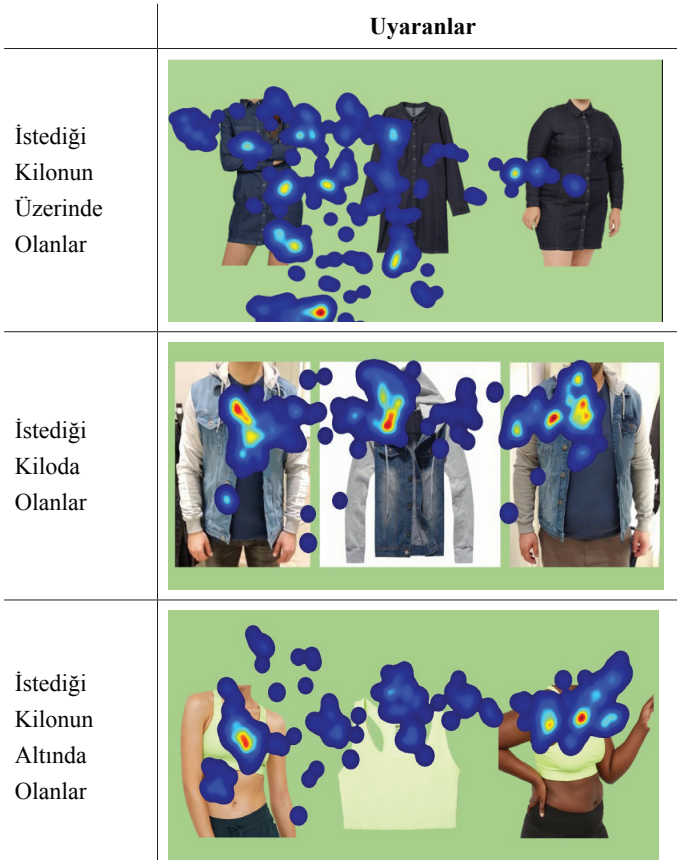 Uyaranlar
İstediği
Kilonun
Üzerinde
Olanlar
İstediği
Kiloda
Olanlar
İstediği
Kilonun
Altında
Olanlar